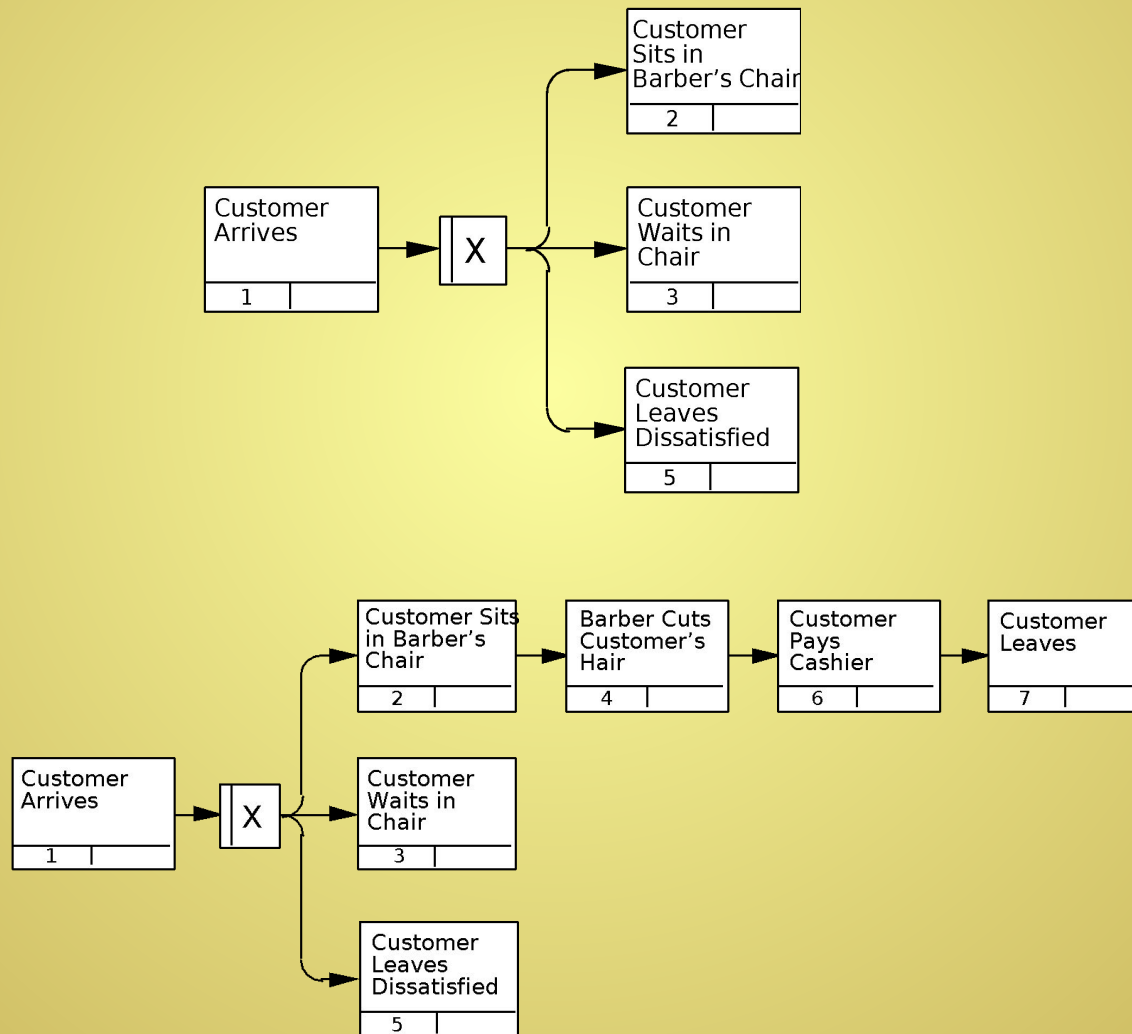 Customer
Sits in
Barber’s Chair
2
Customer
Arrives
1
X
Customer
Waits in
Chair
3
Customer
Leaves
Dissatisfied
5
Customer Sits
in Barber’s
Chair
2
Barber Cuts
Customer’s
Hair
4
Customer
Pays
Cashier
6
Customer
Leaves
7
Customer
Arrives
1
X
Customer
Waits in
Chair
3
Customer
Leaves
Dissatisfied
5